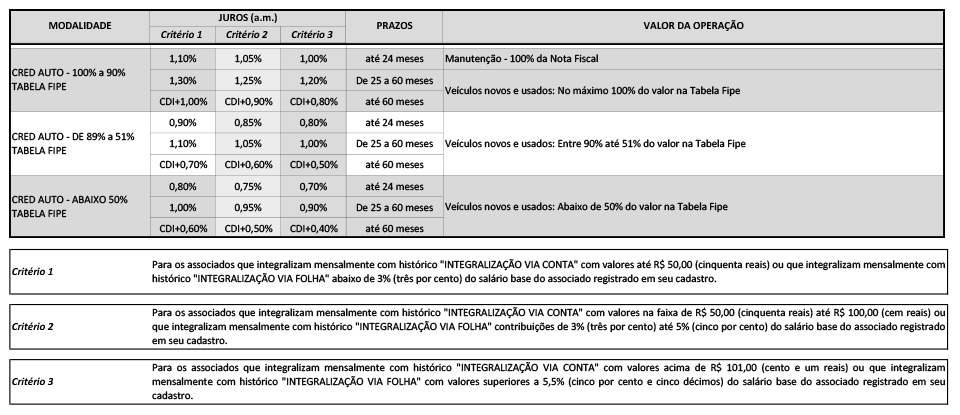 MODALIDADE JUROS (a.m.) PRAZOS VALOR DA OPERAÇÃO
Critério 1 Critério 2 Critério 3
CRED AUTO - 100% a 90% TABELA FIPE
1,10% 1,05% 1,00% até 24 meses Manutenção - 100% da Nota Fiscal
1,30% 1,25% 1,20% De 25 a 60 meses Veículos novos e usados: No máximo 100% do valor na Tabela Fipe
CDI+1,00% CDI+0,90% CDI+0,80% até 60 meses
CRED AUTO - DE 89% a 51% TABELA FIPE
0,90% 0,85% 0,80% até 24 meses
1,10% 1,05% 1,00% De 25 a 60 meses Veículos novos e usados: Entre 90% até 51% do valor na Tabela Fipe
CDI+0,70% CDI+0,60% CDI+0,50% até 60 meses
CRED AUTO - ABAIXO 50% TABELA FIPE
0,80% 0,75% 0,70% até 24 meses
1,00% 0,95% 0,90% De 25 a 60 meses Veículos novos e usados: Abaixo de 50% do valor na Tabela Fipe
CDI+0,60% CDI+0,50% CDI+0,40% até 60 meses
Critério 1
Para os associados que integralizam mensalmente com histórico "INTEGRALIZAÇÃO VIA CONTA" com valores até R$ 50,00 (cinquenta reais) ou que integralizam mensalmente com
histórico "INTEGRALIZAÇÃO VIA FOLHA" abaixo de 3% (três por cento) do salário base do associado registrado em seu cadastro.
Critério 2
Para os associados que integralizam mensalmente com histórico "INTEGRALIZAÇÃO VIA CONTA" com valores na faixa de R$ 50,00 (cinquenta reais) até R$ 100,00 (cem reais) ou
que integralizam mensalmente com histórico "INTEGRALIZAÇÃO VIA FOLHA" contribuições de 3% (três por cento) até 5% (cinco por cento) do salário base do associado registrado
em seu cadastro.
Critério 3
Para os associados que integralizam mensalmente com histórico "INTEGRALIZAÇÃO VIA CONTA" com valores acima de R$ 101,00 (cento e um reais) ou que integralizam
mensalmente com histórico "INTEGRALIZAÇÃO VIA FOLHA" com valores superiores a 5,5% (cinco por cento e cinco décimos) do salário base do associado registrado em seu
cadastro.